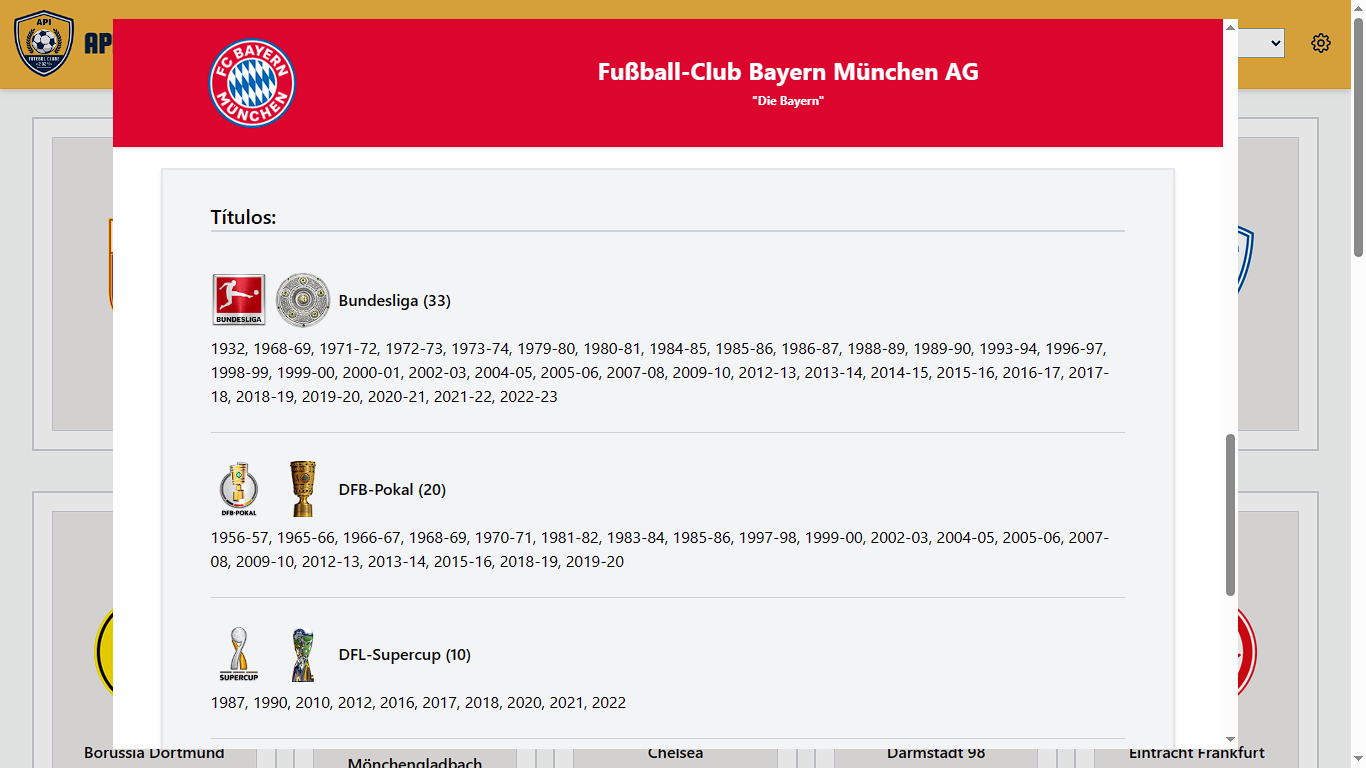 API
FUTEBOL CLUBE
AP
FC BAYERN
MÜNCHEN
Fußball-Club Bayern München AG
"Die Bayern"
Títulos:
BUNDESLIGA
Bundesliga (33)
1932, 1968-69, 1971-72, 1972-73, 1973-74, 1979-80, 1980-81, 1984-85, 1985-86, 1986-87, 1988-89, 1989-90, 1993-94, 1996-97,
1998-99, 1999-00, 2000-01, 2002-03, 2004-05, 2005-06, 2007-08, 2009-10, 2012-13, 2013-14, 2014-15, 2015-16, 2016-17, 2017-
18, 2018-19, 2019-20, 2020-21, 2021-22, 2022-23
DFB-POKAL
DFB-Pokal (20)
1956-57, 1965-66, 1966-67, 1968-69, 1970-71, 1981-82, 1983-84, 1985-86, 1997-98, 1999-00, 2002-03, 2004-05, 2005-06, 2007-
08, 2009-10, 2012-13, 2013-14, 2015-16, 2018-19, 2019-20
SUPERCUP
DFL-Supercup (10)
1987, 1990, 2010, 2012, 2016, 2017, 2018, 2020, 2021, 2022
Borussia Dortmund
Mönchengladbach
Chelsea
Darmstadt 98
Eintracht Frankfurt